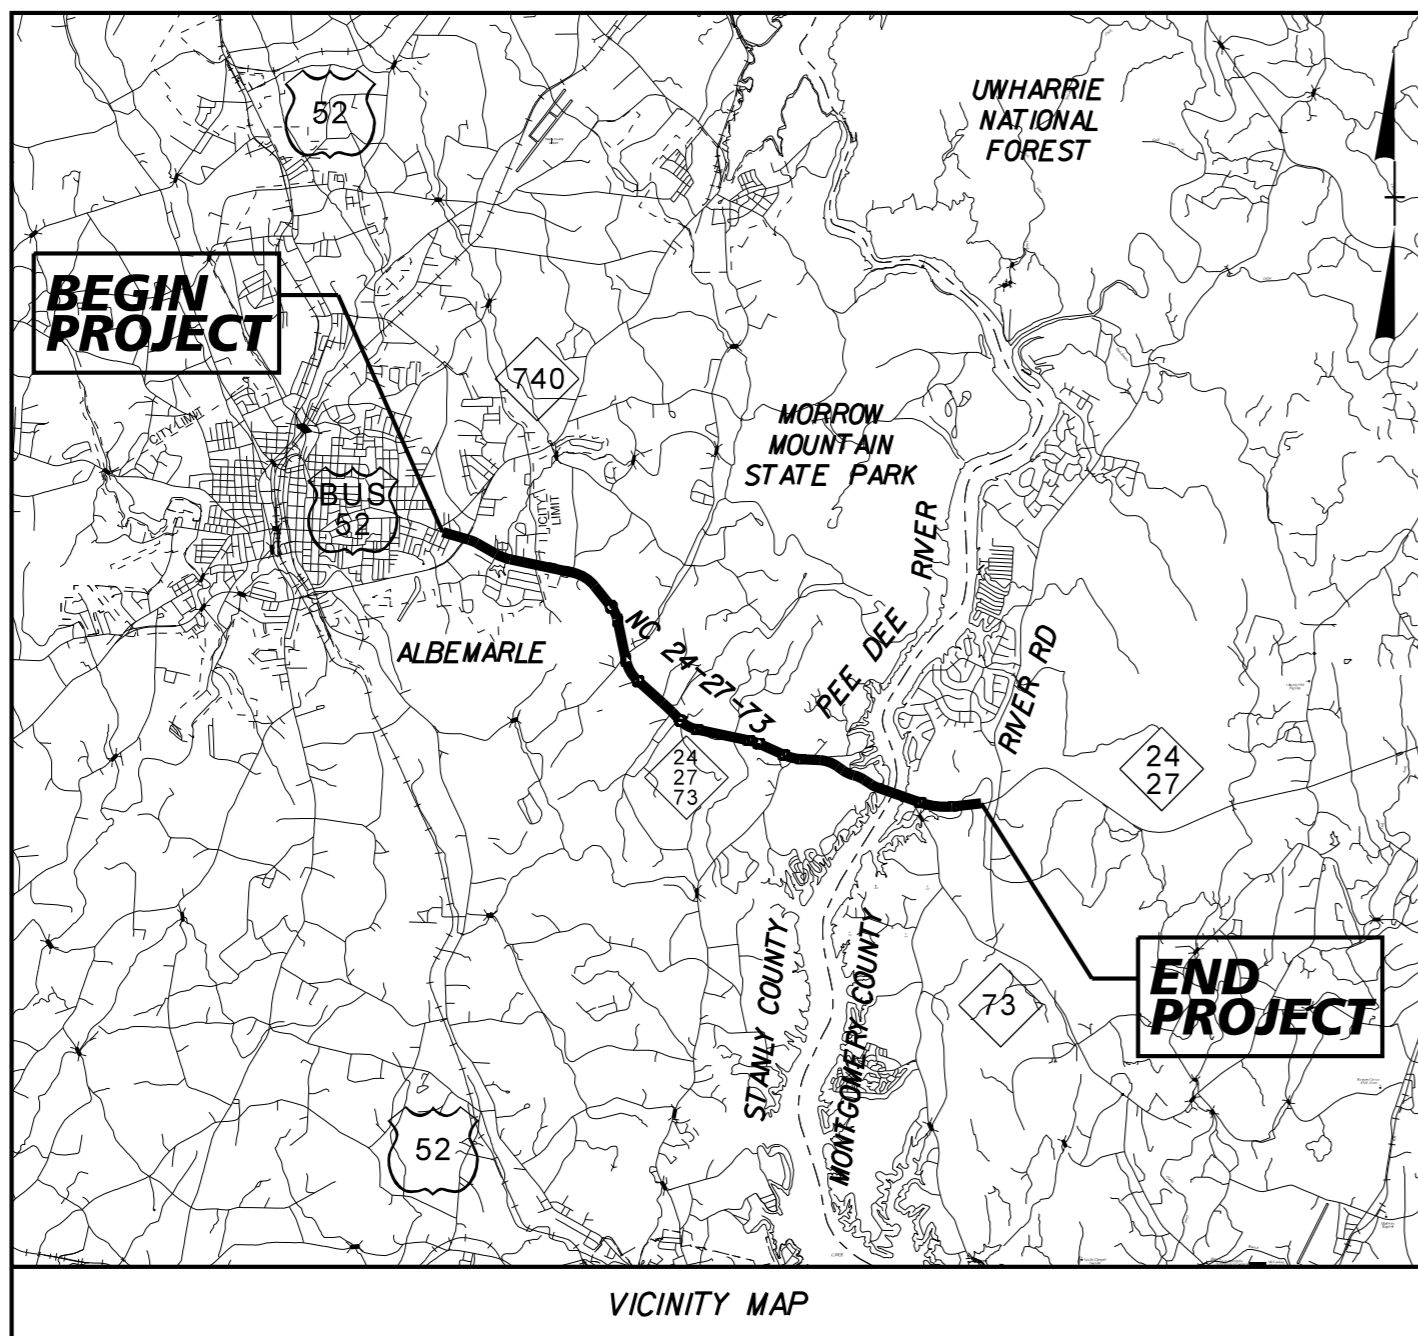 UWHARRIE
NATIONAL
FOREST
52
BEGIN
PROJECT
740
CITY LIMIT
MORROW
MOUNTAIN
STATE PARK
BUS
52
CITY
LIMIT
RIVER
PEE DEE
ALBEMARLE
NC 24-27-73
RIVER RD
24
27
73
24
27
STANLY COUNTY
MONTGOMERY COUNTY
73
END
PROJECT
52
VICINITY MAP